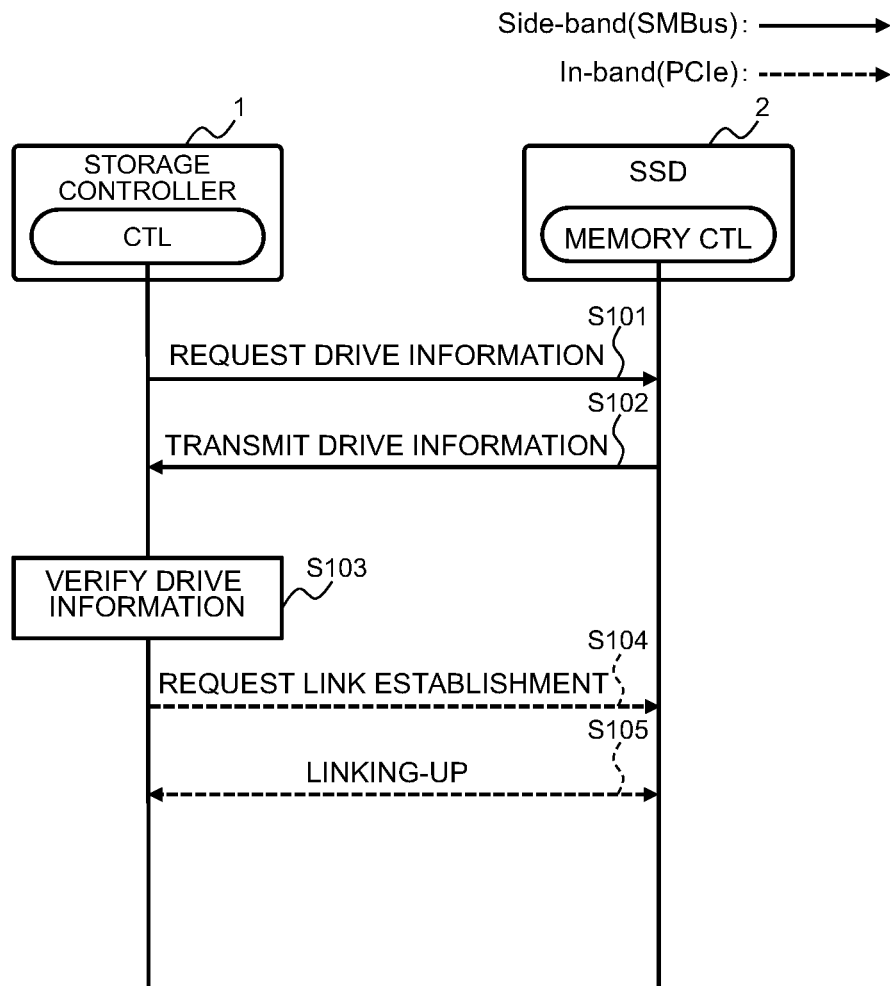 Side-band(SMBus):
In-band(PCIe):
1
2
STORAGE
CONTROLLER
CTL
SSD
MEMORY CTL
S101
REQUEST DRIVE INFORMATION
S102
TRANSMIT DRIVE INFORMATION
VERIFY DRIVE
INFORMATION
S103
S104
REQUEST LINK ESTABLISHMENT
S105
LINKING-UP